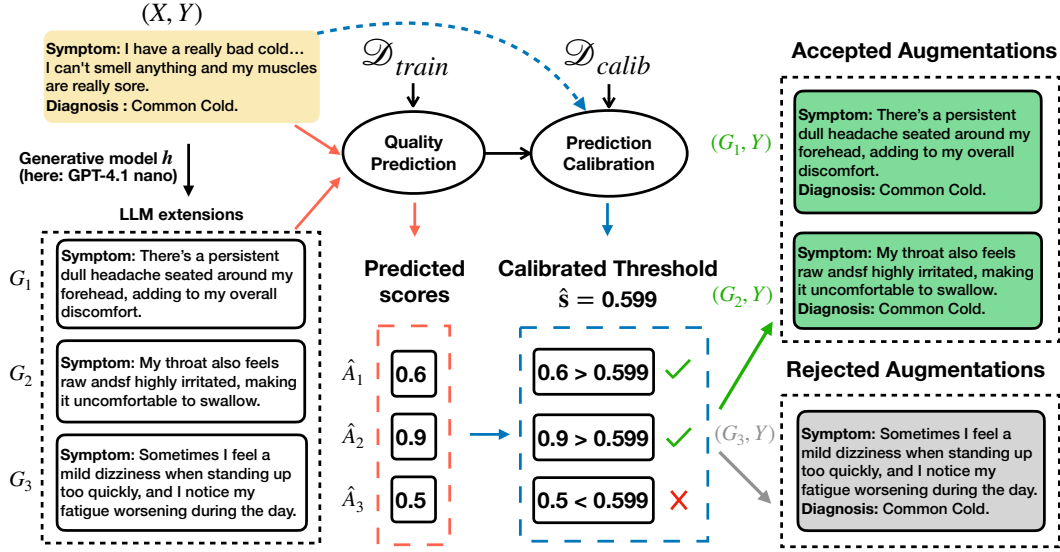 (X, Y)
Symptom: I have a really bad cold…
I can't smell anything and my muscles
are really sore.
Diagnosis : Common Cold.
Generative model h
(here: GPT-4.1 nano)
LLM extensions
G₁
Symptom: There's a persistent
dull headache seated around my
forehead, adding to my overall
discomfort.
G₂
Symptom: My throat also feels
raw andsf highly irritated, making
it uncomfortable to swallow.
G₃
Symptom: Sometimes I feel a
mild dizziness when standing up
too quickly, and I notice my
fatigue worsening during the day.
𝒟train
Quality
Prediction
𝒟calib
Prediction
Calibration
Predicted
scores
Â₁ 0.6
Â₂ 0.9
Â₃ 0.5
Calibrated Threshold
ŝ = 0.599
0.6 > 0.599 ✓
0.9 > 0.599 ✓
0.5 < 0.599 ✗
(G₁, Y)
(G₂, Y)
(G₃, Y)
Accepted Augmentations
Symptom: There's a persistent
dull headache seated around my
forehead, adding to my overall
discomfort.
Diagnosis: Common Cold.
Symptom: My throat also feels
raw andsf highly irritated, making
it uncomfortable to swallow.
Diagnosis: Common Cold.
Rejected Augmentations
Symptom: Sometimes I feel a
mild dizziness when standing up
too quickly, and I notice my
fatigue worsening during the day.
Diagnosis: Common Cold.